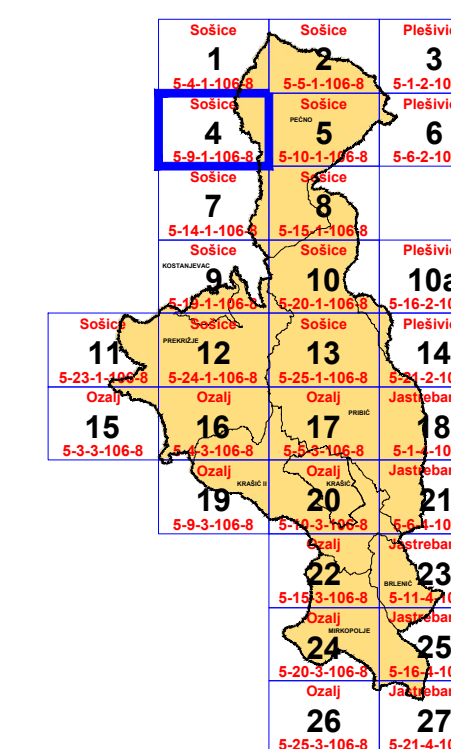 Sošice Sošice
1 2 3
5-4-1-106-8 5-5-1-106-8
Sošice Sošice
PEČNO
4 5 6
5-9-1-106-8 5-10-1-106-8
Sošice Sošice
7 8
5-14-1-106-8 5-15-1-106-8
Sošice Sošice
KOSTANJEVAC
9 10 10a
5-19-1-106-8 5-20-1-106-8
Sošice Sošice Sošice
PREKRIŽJE
11 12 13 14
5-23-1-106-8 5-24-1-106-8 5-25-1-106-8
Ozalj Ozalj Ozalj
PRIBIĆ
15 16 17 18
5-3-3-106-8 5-4-3-106-8 5-5-3-106-8
Ozalj Ozalj
KRAŠIĆ II KRAŠIĆ
19 20 21
5-9-3-106-8 5-10-3-106-8
Ozalj
22 23
BRLENIĆ
5-15-3-106-8
Ozalj
MIRKOPOLJE
24 25
5-20-3-106-8
Ozalj
26 27
5-25-3-106-8